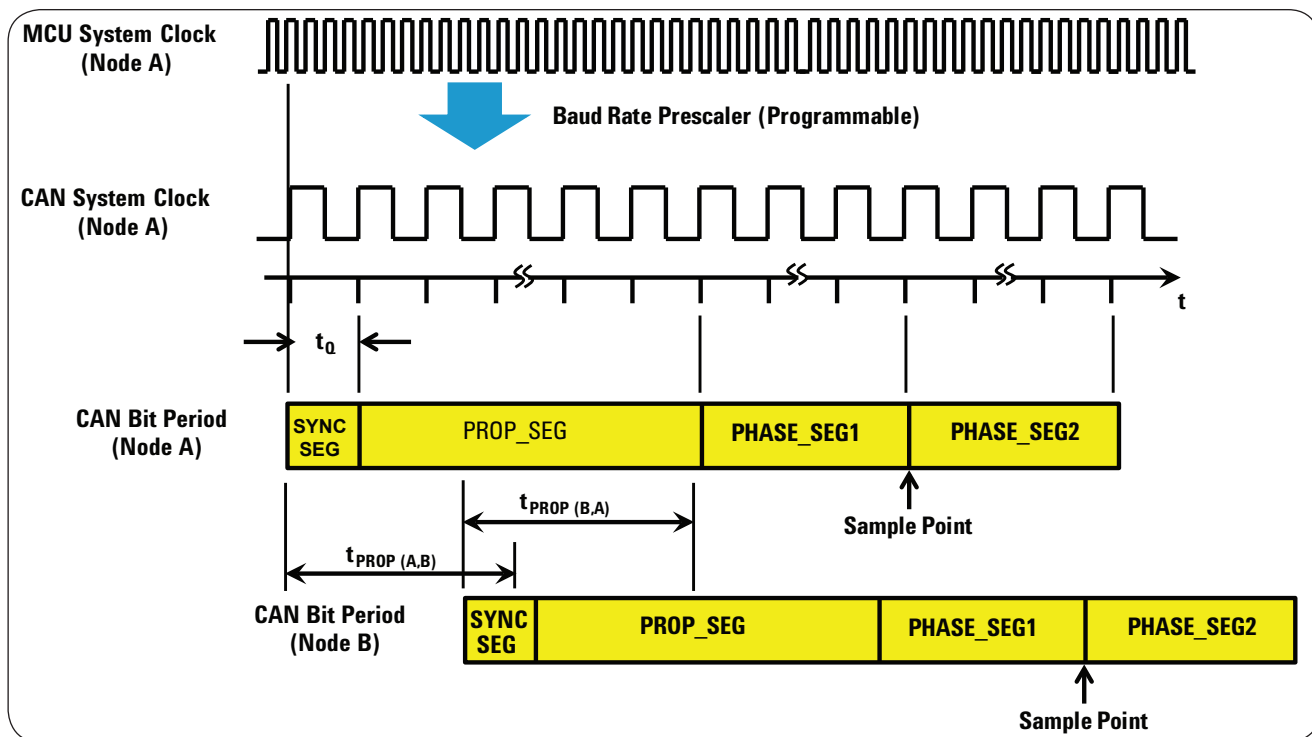 MCU System Clock
(Node A)
Baud Rate Prescaler (Programmable)
CAN System Clock
(Node A)
t
tQ
CAN Bit Period
(Node A)
SYNC
SEG
PROP_SEG
PHASE_SEG1
PHASE_SEG2
tPROP (B,A)
Sample Point
tPROP (A,B)
CAN Bit Period
(Node B)
SYNC
SEG
PROP_SEG
PHASE_SEG1
PHASE_SEG2
Sample Point